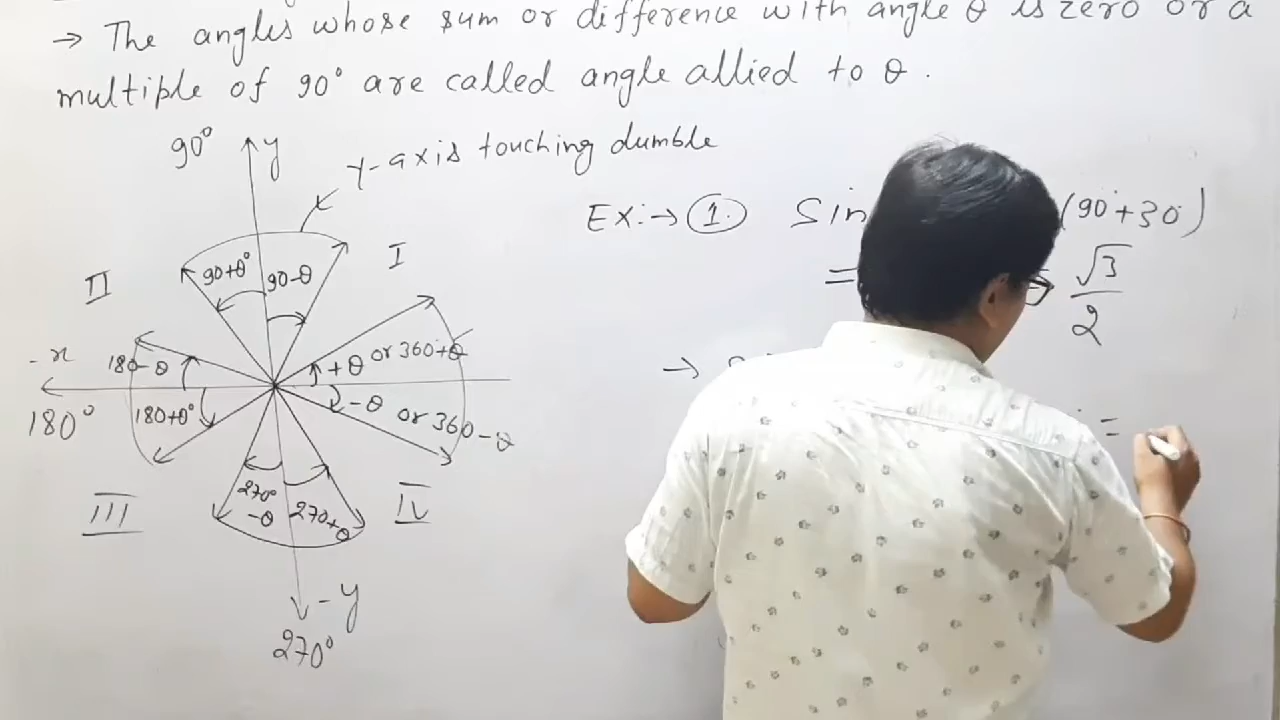 → The angles whose sum or difference with angle θ is zero or a
multiple of 90° are called angle allied to θ.
90°
y
y-axis touching dumble
Ex:→ 1. Sin (90°+30°)
= √3/2
→
=
I
II
90+θ°
90-θ
-x
180-θ
+θ or 360+θ
180°
180+θ°
-θ or 360-θ
270°-θ
270+θ
III
IV
-y
270°